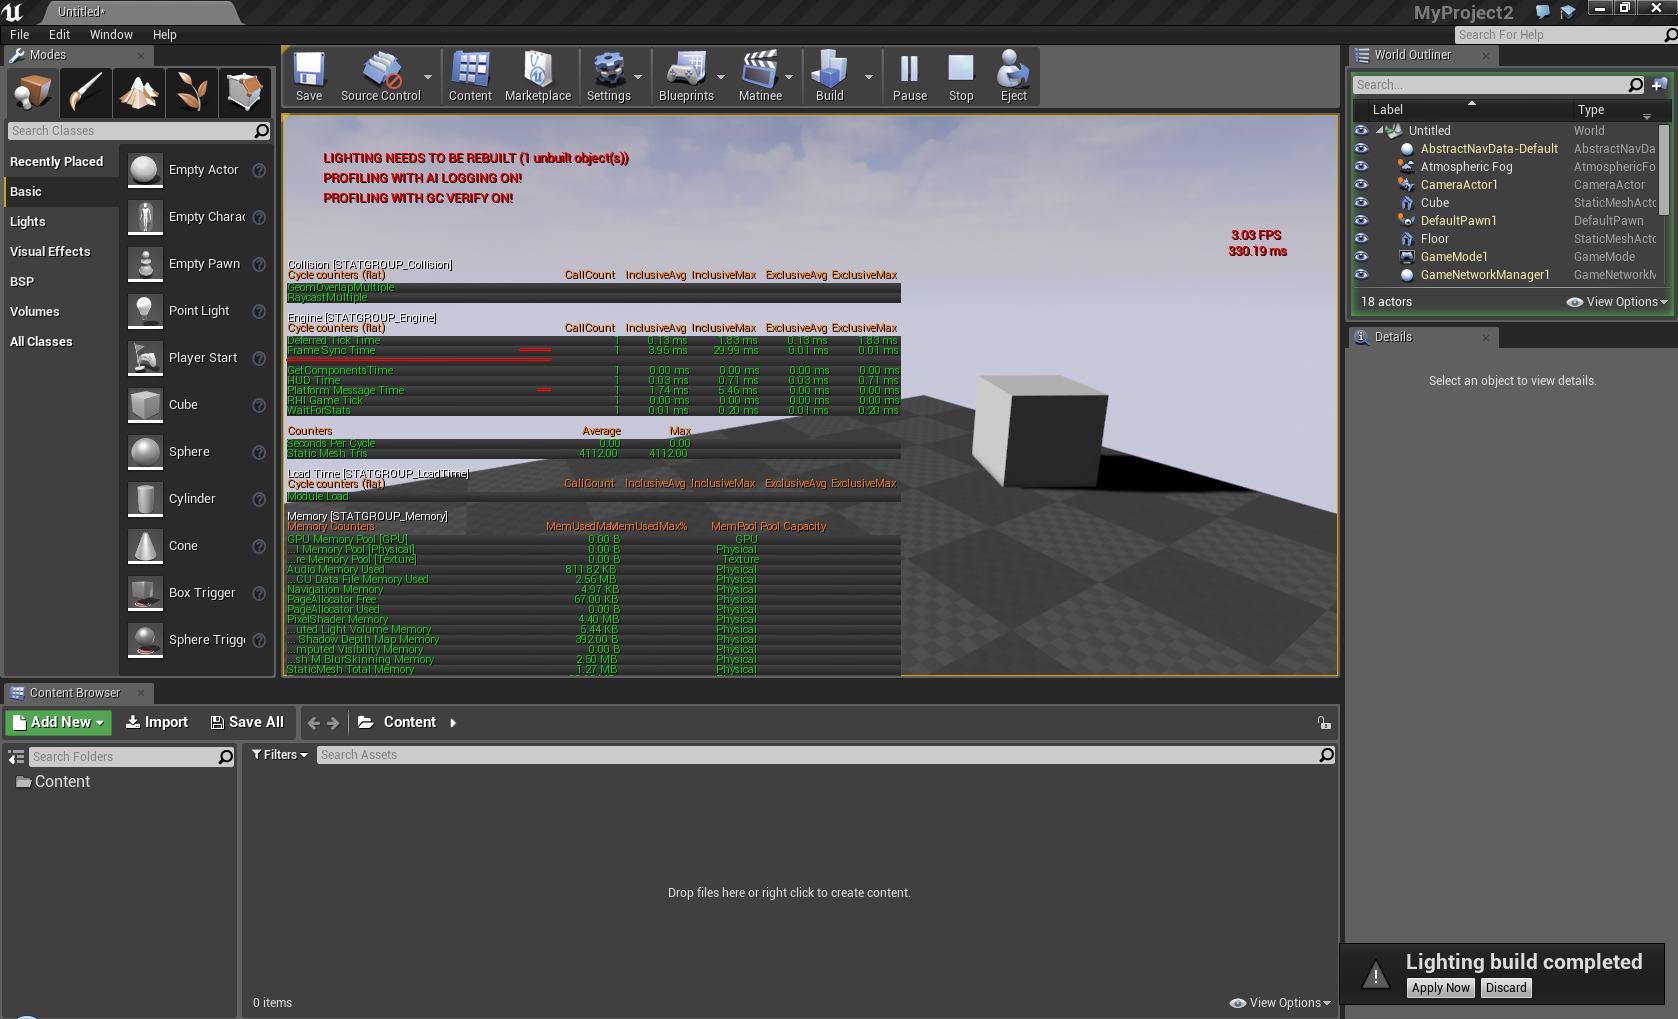 Untitled*
MyProject2
File Edit Window Help
Search For Help
Modes
Search Classes
Recently Placed
Basic
Lights
Visual Effects
BSP
Volumes
All Classes
Empty Actor
Empty Charac
Empty Pawn
Point Light
Player Start
Cube
Sphere
Cylinder
Cone
Box Trigger
Sphere Trigge
Save Source Control Content Marketplace Settings Blueprints Matinee Build Pause Stop Eject
LIGHTING NEEDS TO BE REBUILT (1 unbuilt object(s))
PROFILING WITH AI LOGGING ON!
PROFILING WITH GC VERIFY ON!
3.03 FPS
330.19 ms
Collision [STATGROUP_Collision]
Cycle counters (flat) CallCount InclusiveAvg InclusiveMax ExclusiveAvg ExclusiveMax
GeomOverlapMultiple
RaycastMultiple
Engine [STATGROUP_Engine]
Cycle counters (flat) CallCount InclusiveAvg InclusiveMax ExclusiveAvg ExclusiveMax
Deferred Tick Time 1 0.13 ms 1.83 ms 0.13 ms 1.83 ms
Frame Sync Time 1 3.95 ms 29.99 ms 0.01 ms 0.01 ms
GetComponentsTime 1 0.00 ms 0.00 ms 0.00 ms 0.00 ms
HUD Time 1 0.03 ms 0.71 ms 0.03 ms 0.71 ms
Platform Message Time 1 1.74 ms 5.46 ms 0.00 ms 0.00 ms
RHI Game Tick 1 0.00 ms 0.00 ms 0.00 ms 0.00 ms
WaitForStats 1 0.01 ms 0.20 ms 0.01 ms 0.20 ms
Counters Average Max
Seconds Per Cycle 0.00 0.00
Static Mesh Tris 4112.00 4112.00
Load Time [STATGROUP_LoadTime]
Cycle counters (flat) CallCount InclusiveAvg InclusiveMax ExclusiveAvg ExclusiveMax
Module Load
Memory [STATGROUP_Memory]
Memory Counters MemUsedMax MemUsedMax% MemPool Pool Capacity
GPU Memory Pool [GPU] 0.00 B GPU
...l Memory Pool [Physical] 0.00 B Physical
...re Memory Pool [Texture] 0.00 B Texture
Audio Memory Used 811.82 KB Physical
...CU Data File Memory Used 2.56 MB Physical
Navigation Memory 4.97 KB Physical
PageAllocator Free 67.00 KB Physical
PageAllocator Used 0.00 B Physical
PixelShader Memory 4.40 MB Physical
...uted Light Volume Memory 5.44 KB Physical
... Shadow Depth Map Memory 392.00 B Physical
...mputed Visibility Memory 0.00 B Physical
...sh M.BlurSkinning Memory 2.50 MB Physical
StaticMesh Total Memory 1.27 MB Physical
World Outliner
Search...
Label Type
Untitled World
AbstractNavData-Default AbstractNavDa
Atmospheric Fog AtmosphericFo
CameraActor1 CameraActor
Cube StaticMeshActo
DefaultPawn1 DefaultPawn
Floor StaticMeshActo
GameMode1 GameMode
GameNetworkManager1 GameNetworkM
18 actors View Options
Details
Select an object to view details.
Content Browser
Add New Import Save All Content
Search Folders
Content
Filters Search Assets
Drop files here or right click to create content.
0 items View Options
Lighting build completed
Apply Now Discard